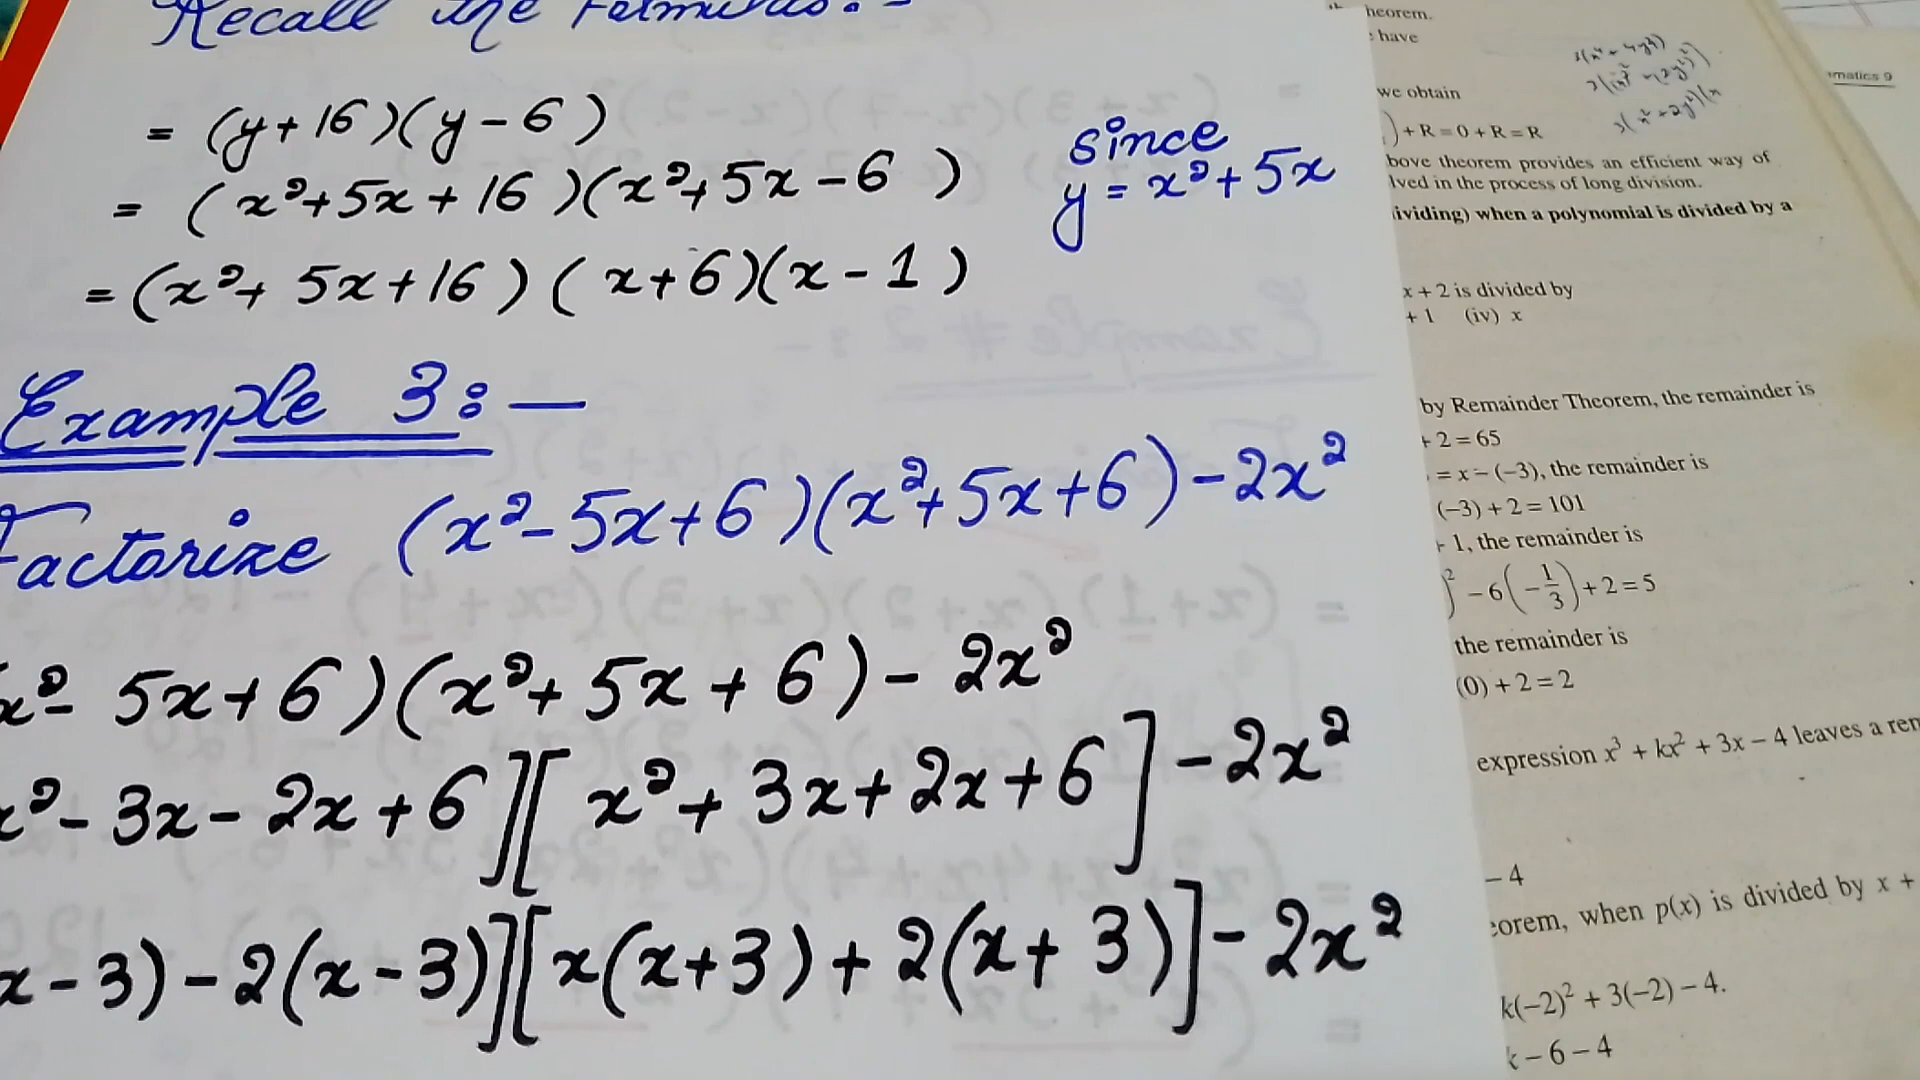 Recall the Formulas:-
= (y+16)(y-6)
= (x²+5x+16)(x²+5x-6)
since
y = x²+5x
= (x²+5x+16)(x+6)(x-1)
Example 3:-
Factorize (x²-5x+6)(x²+5x+6)-2x²
x²-5x+6)(x²+5x+6)-2x²
x²-3x-2x+6][x²+3x+2x+6]-2x²
x-3)-2(x-3)][x(x+3)+2(x+3)]-2x²
heorem.
have
we obtain
) + R = 0 + R = R
bove theorem provides an efficient way of
lved in the process of long division.
ividing) when a polynomial is divided by a
x + 2 is divided by
+ 1 (iv) x
by Remainder Theorem, the remainder is
+ 2 = 65
= x – (–3), the remainder is
(–3) + 2 = 101
1, the remainder is
)² – 6(–1/3) + 2 = 5
the remainder is
(0) + 2 = 2
expression x³ + kx² + 3x – 4 leaves a ren
– 4
eorem, when p(x) is divided by x +
k(–2)² + 3(–2) – 4.
k – 6 – 4
matics 9